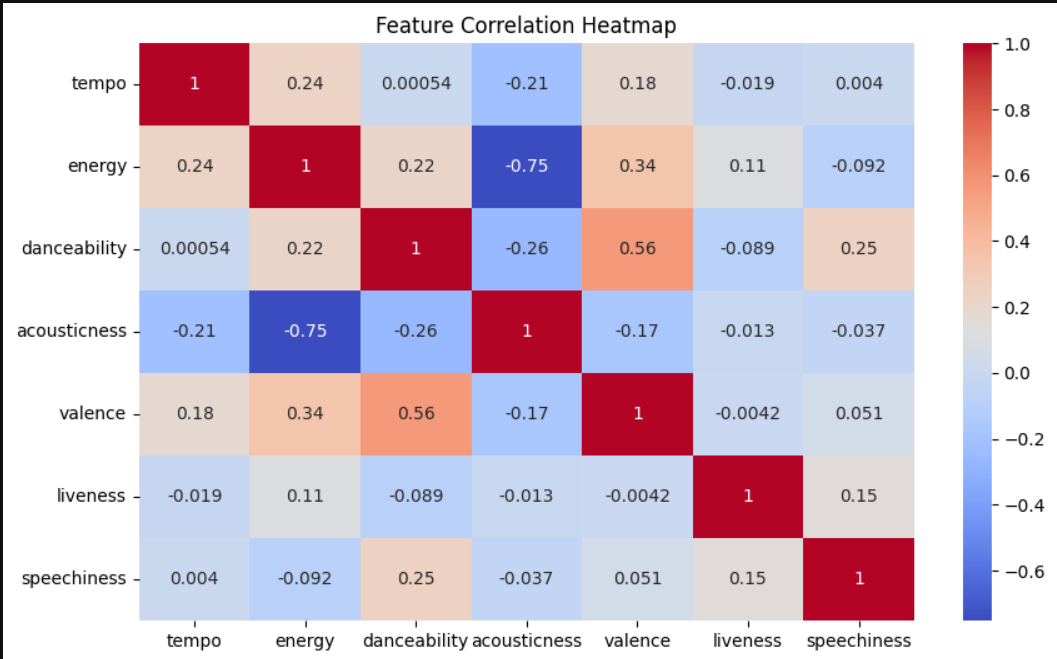 Feature Correlation Heatmap
tempo 1 0.24 0.00054 -0.21 0.18 -0.019 0.004
energy 0.24 1 0.22 -0.75 0.34 0.11 -0.092
danceability 0.00054 0.22 1 -0.26 0.56 -0.089 0.25
acousticness -0.21 -0.75 -0.26 1 -0.17 -0.013 -0.037
valence 0.18 0.34 0.56 -0.17 1 -0.0042 0.051
liveness -0.019 0.11 -0.089 -0.013 -0.0042 1 0.15
speechiness 0.004 -0.092 0.25 -0.037 0.051 0.15 1
tempo energy danceability acousticness valence liveness speechiness
1.0
0.8
0.6
0.4
0.2
0.0
−0.2
−0.4
−0.6